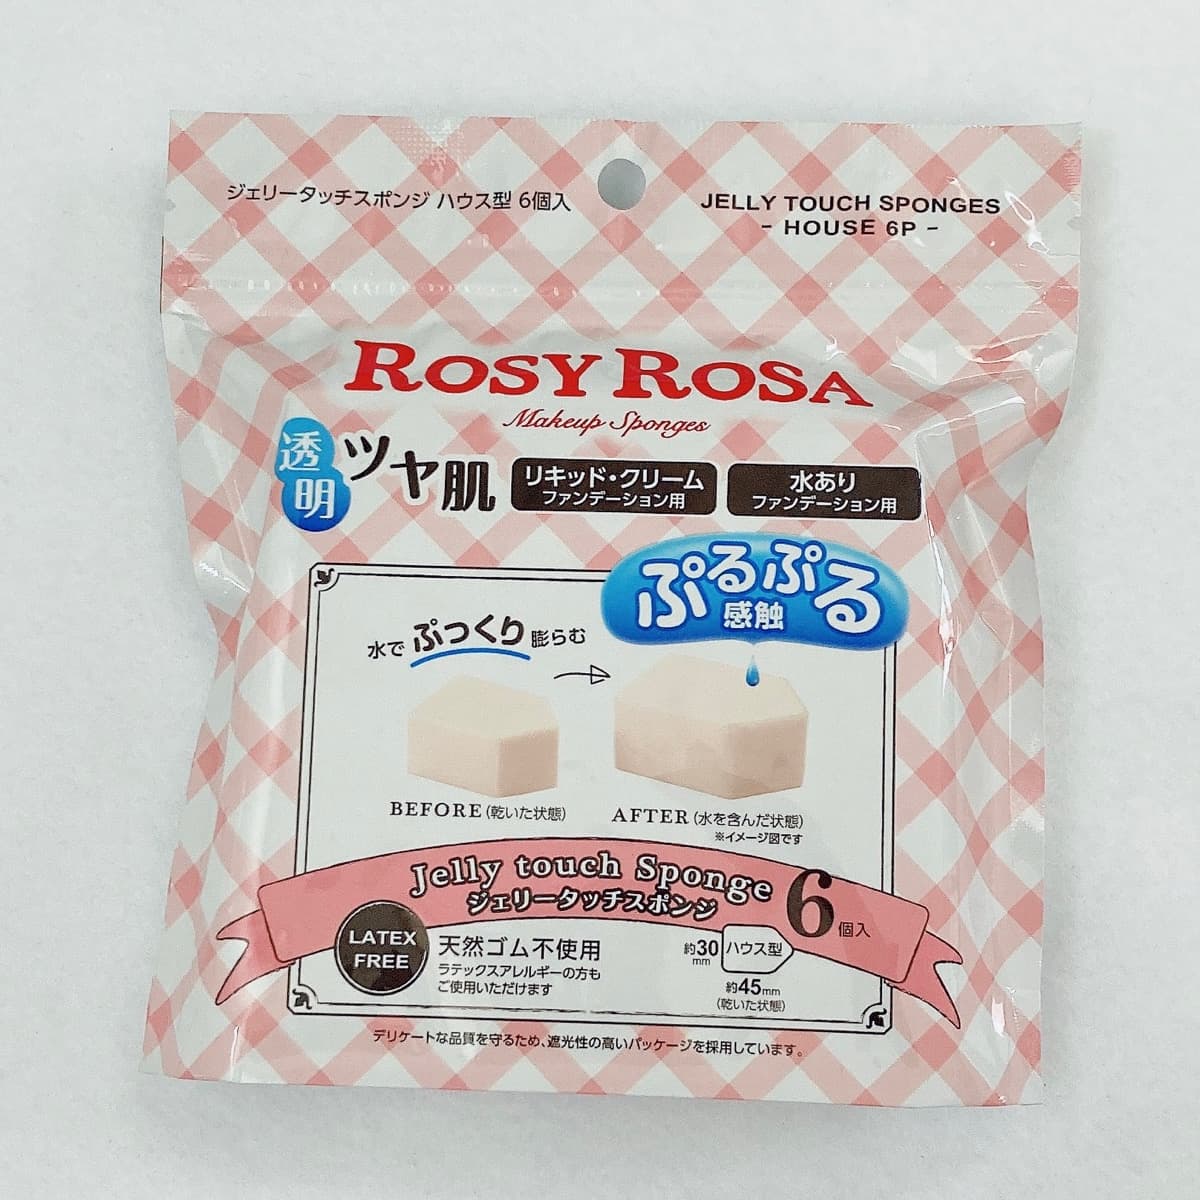 ジェリータッチスポンジ ハウス型 6個入
JELLY TOUCH SPONGES
- HOUSE 6P -
ROSY ROSA
Makeup Sponges
透明ツヤ肌
リキッド・クリーム
ファンデーション用
水あり
ファンデーション用
ぷるぷる
感触
水でぷっくり膨らむ
BEFORE (乾いた状態)
AFTER (水を含んだ状態)
※イメージ図です
Jelly touch Sponge
ジェリータッチスポンジ
6個入
LATEX
FREE
天然ゴム不使用
ラテックスアレルギーの方も
ご使用いただけます
約30mm
ハウス型
約45mm
(乾いた状態)
デリケートな品質を守るため、遮光性の高いパッケージを採用しています。